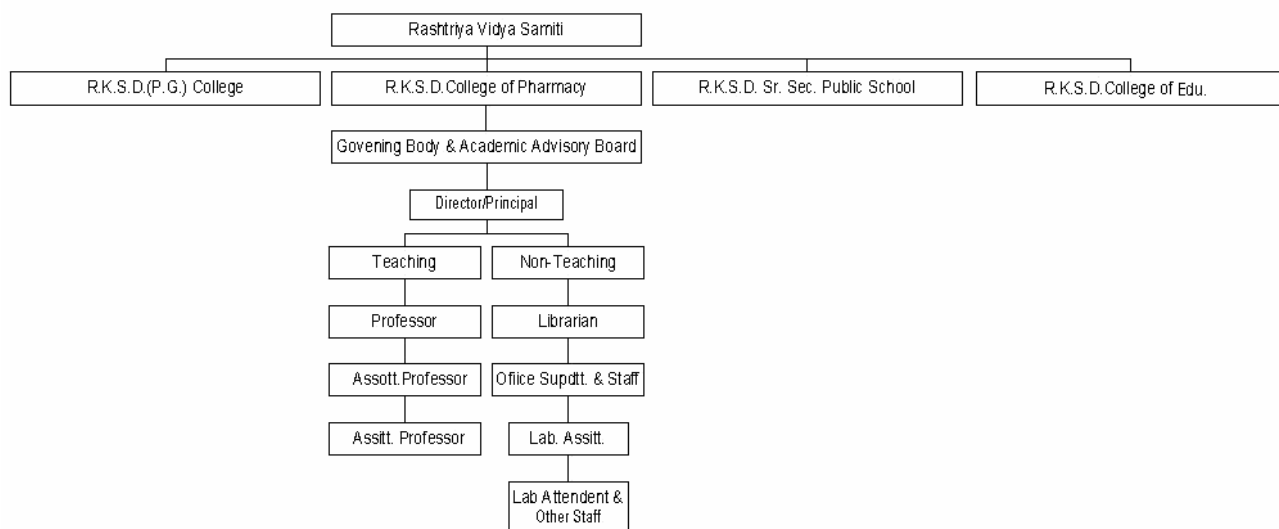 Rashtriya Vidya Samiti
R.K.S.D.(P.G.) College
R.K.S.D.College of Pharmacy
R.K.S.D. Sr. Sec. Public School
R.K.S.D.College of Edu.
Govening Body & Academic Advisory Board
Director/Principal
Teaching
Non-Teaching
Professor
Librarian
Assott.Professor
Ofiice Supdtt. & Staff
Assitt. Professor
Lab. Assitt.
Lab Attendent &
Other Staff